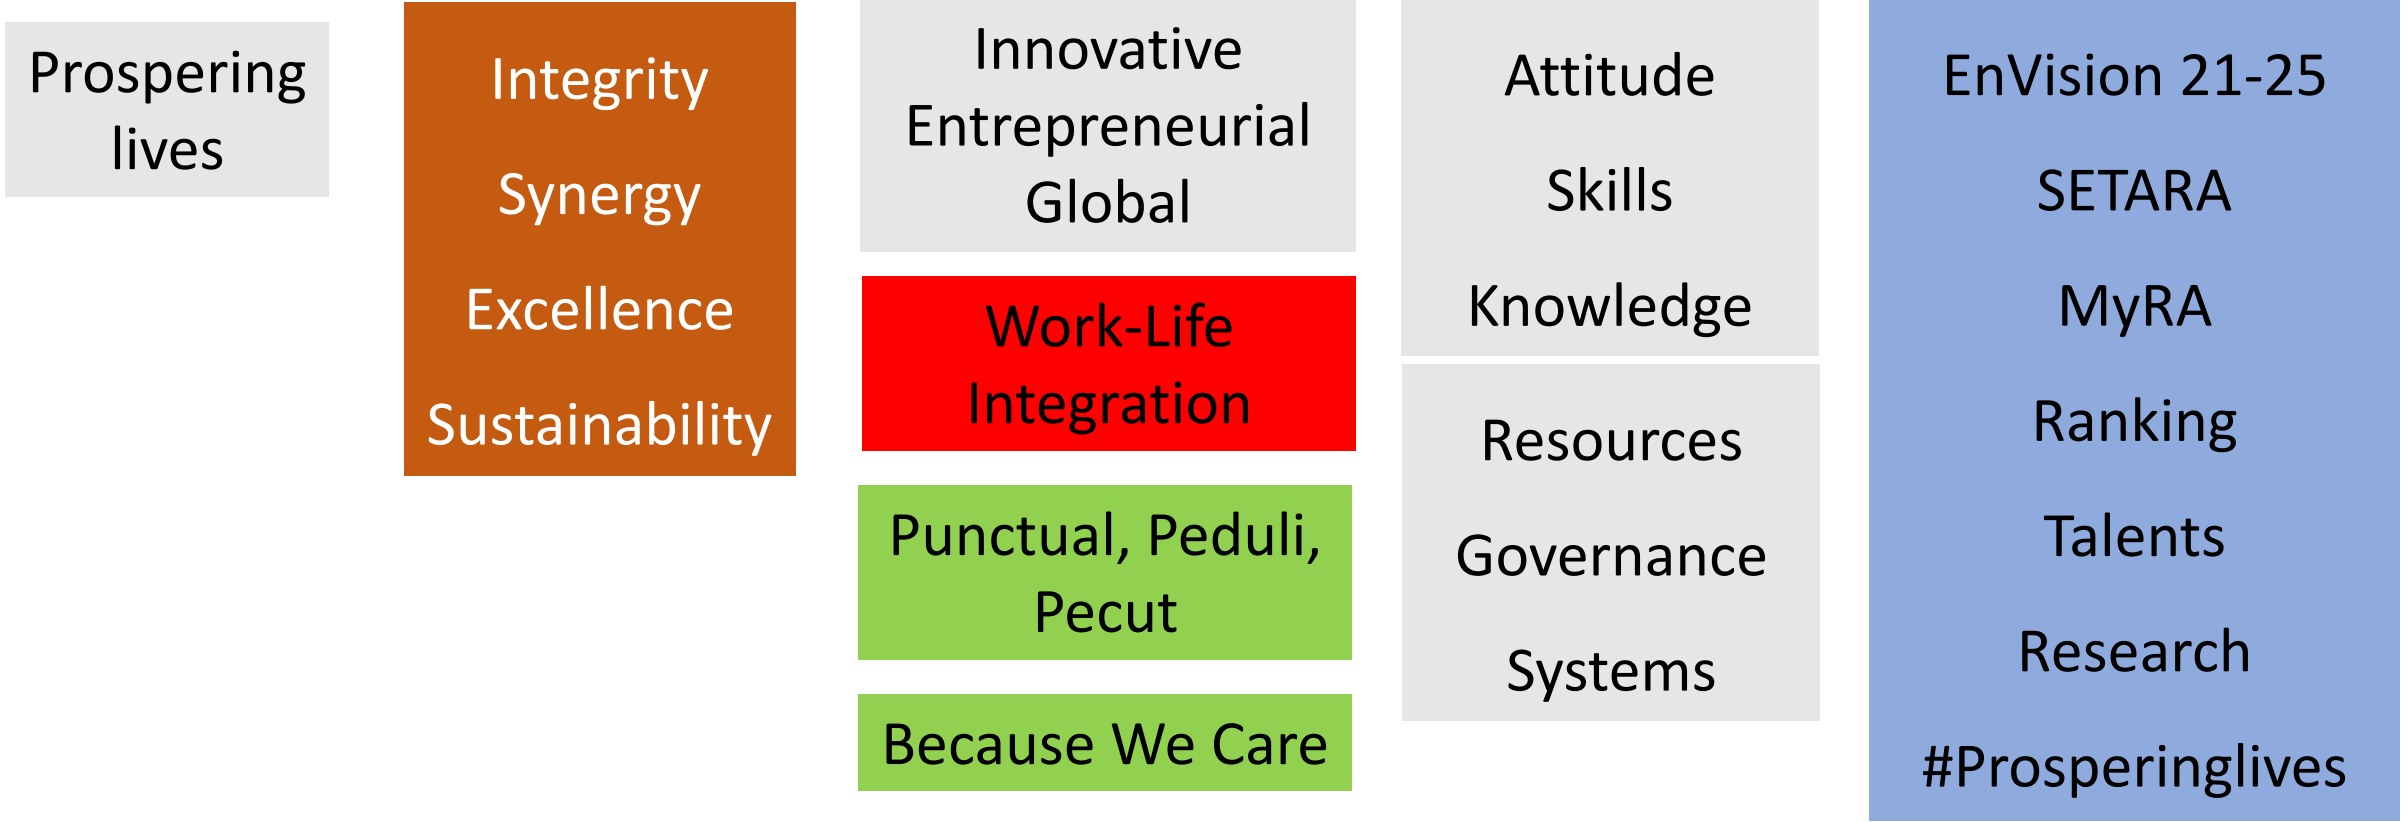 Prospering
lives
Integrity
Synergy
Excellence
Sustainability
Innovative
Entrepreneurial
Global
Work-Life
Integration
Punctual, Peduli,
Pecut
Because We Care
Attitude
Skills
Knowledge
Resources
Governance
Systems
EnVision 21-25
SETARA
MyRA
Ranking
Talents
Research
#Prosperinglives